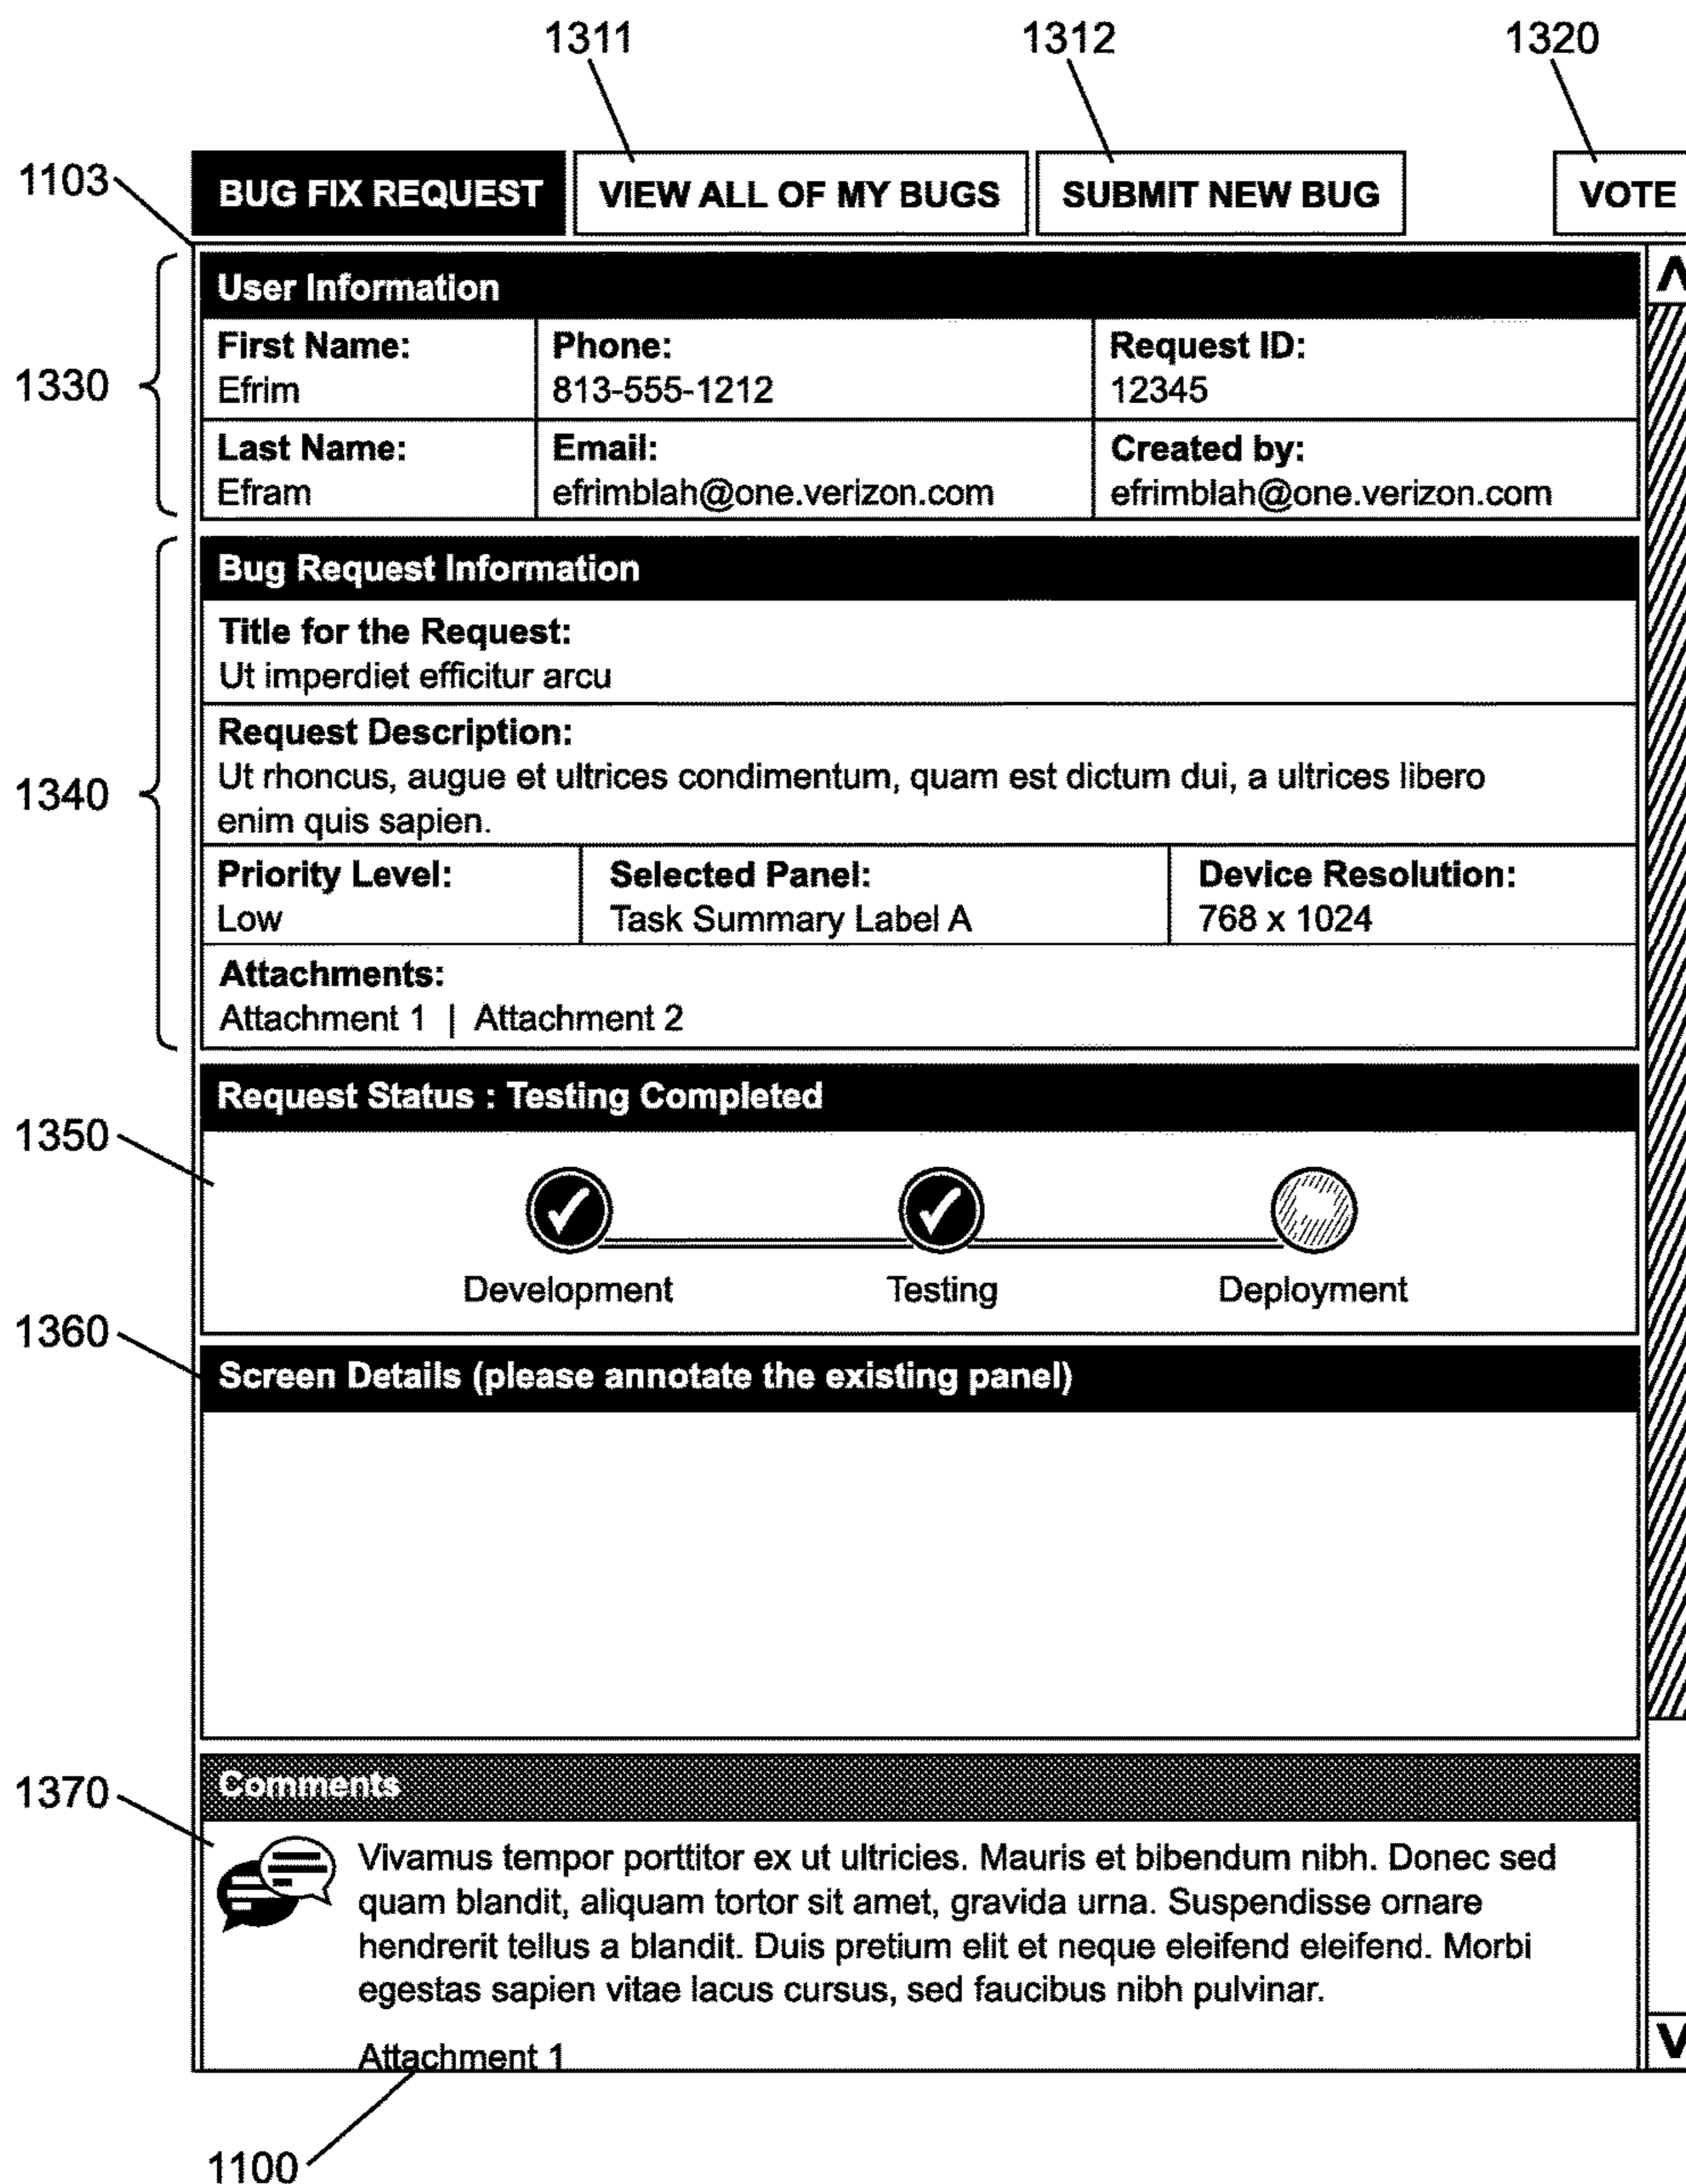 1311 1312 1320
1103
BUG FIX REQUEST VIEW ALL OF MY BUGS SUBMIT NEW BUG VOTE
User Information
First Name: Phone: Request ID:
1330
Efrim 813-555-1212 12345
Last Name: Email: Created by:
Efram efrimblah@one.verizon.com efrimblah@one.verizon.com
Bug Request Information
Title for the Request:
Ut imperdiet efficitur arcu
Request Description:
1340
Ut rhoncus, augue et ultrices condimentum, quam est dictum dui, a ultrices libero
enim quis sapien.
Priority Level: Selected Panel: Device Resolution:
Low Task Summary Label A 768 x 1024
Attachments:
Attachment 1 | Attachment 2
Request Status : Testing Completed
1350
Development Testing Deployment
1360
Screen Details (please annotate the existing panel)
Comments
1370
Vivamus tempor porttitor ex ut ultricies. Mauris et bibendum nibh. Donec sed
quam blandit, aliquam tortor sit amet, gravida urna. Suspendisse ornare
hendrerit tellus a blandit. Duis pretium elit et neque eleifend eleifend. Morbi
egestas sapien vitae lacus cursus, sed faucibus nibh pulvinar.
Attachment 1
1100